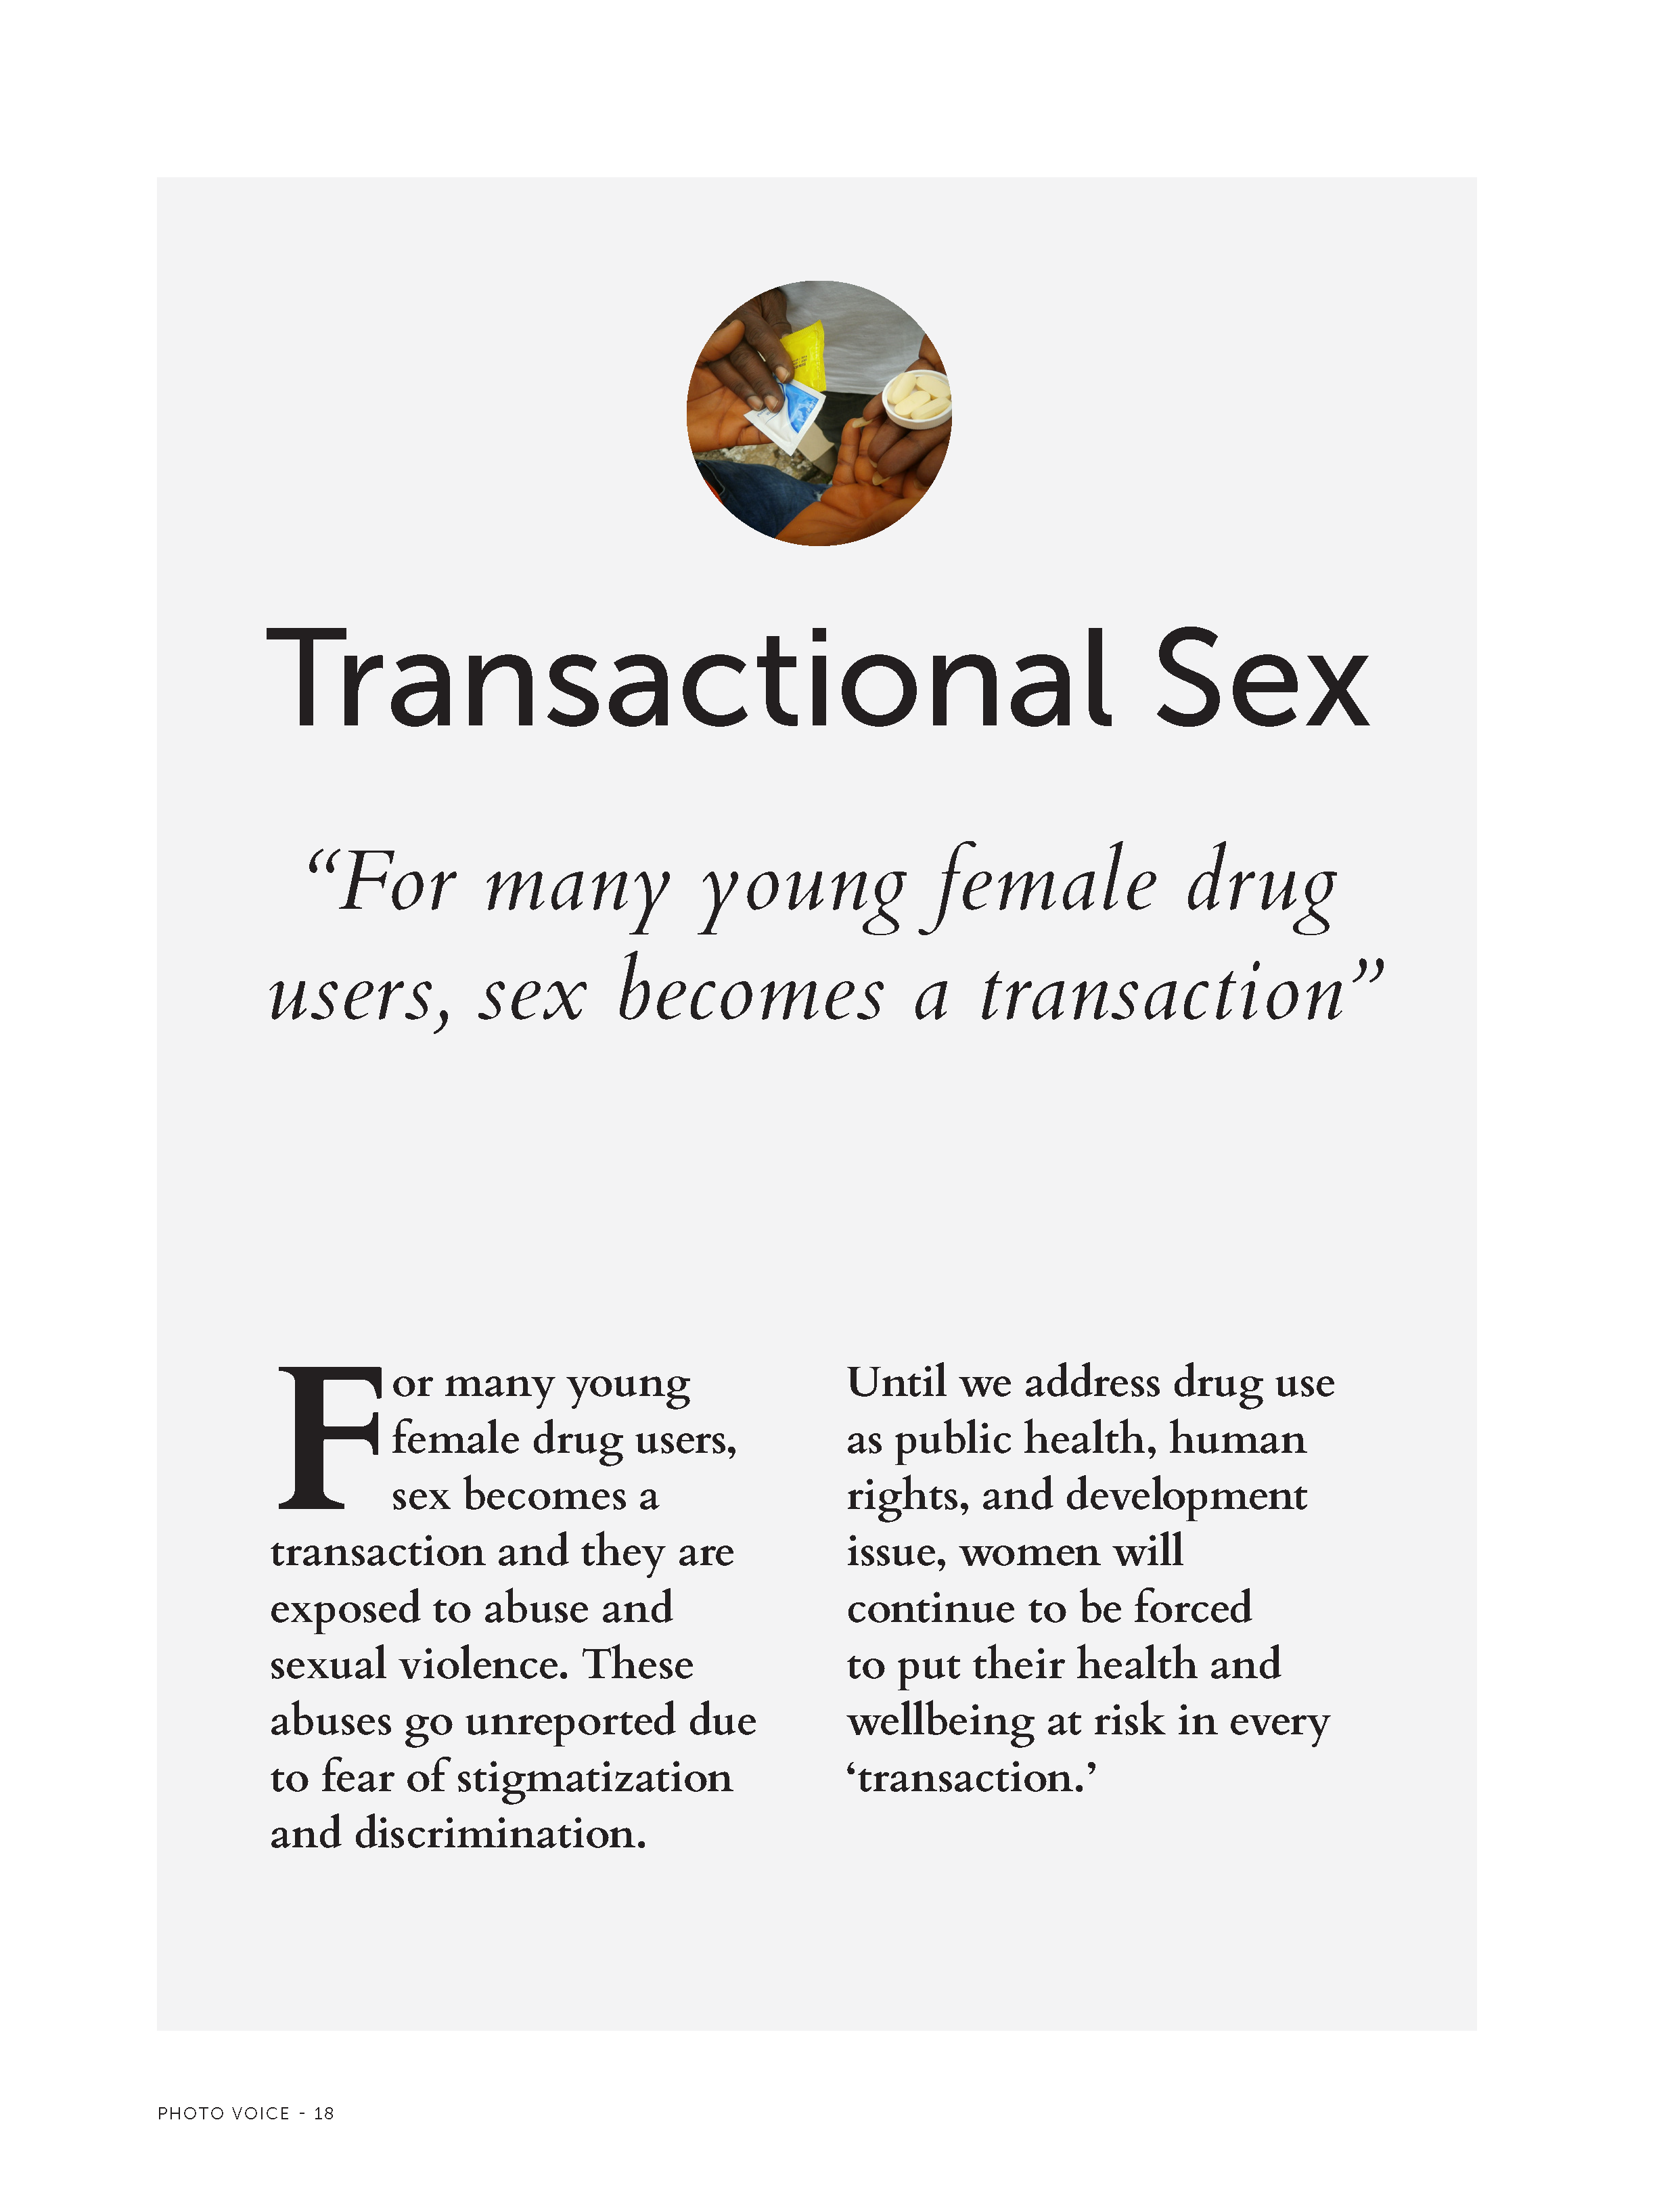 Transactional Sex
“For many young female drug
users, sex becomes a transaction”
For many young
female drug users,
sex becomes a
transaction and they are
exposed to abuse and
sexual violence. These
abuses go unreported due
to fear of stigmatization
and discrimination.
Until we address drug use
as public health, human
rights, and development
issue, women will
continue to be forced
to put their health and
wellbeing at risk in every
‘transaction.’
PHOTO VOICE - 18